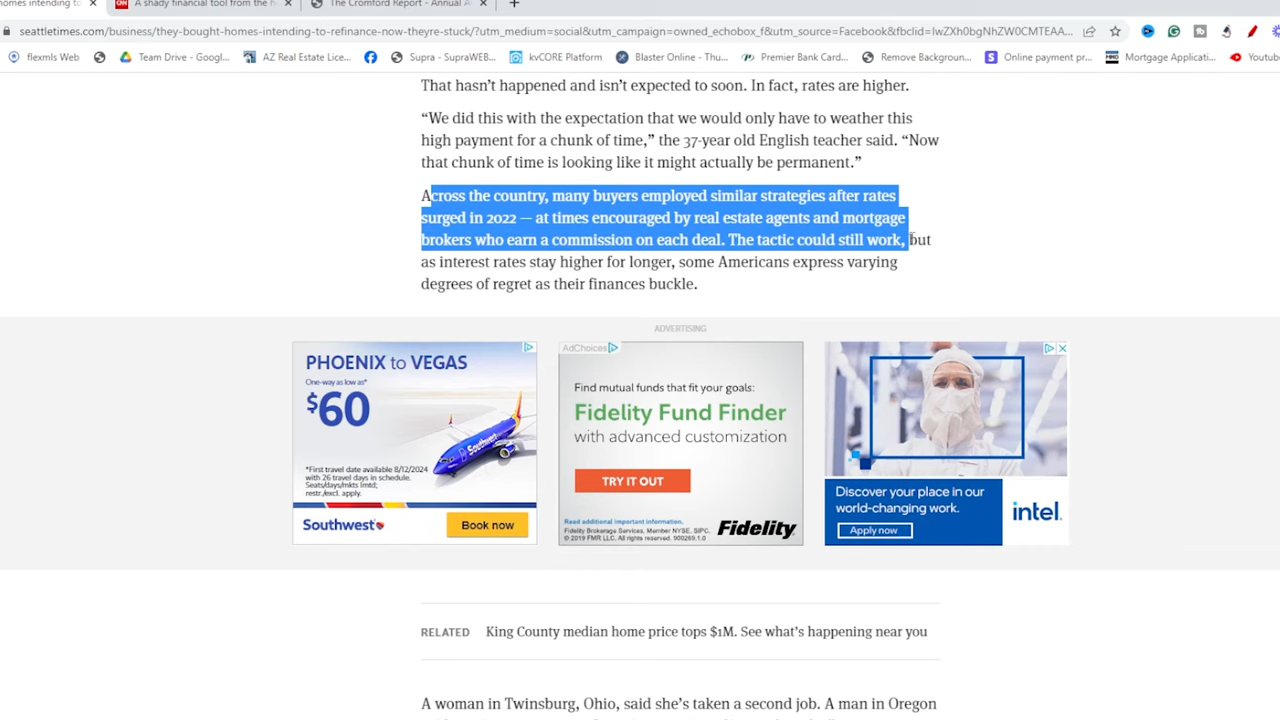 homes intending to
A shady financial tool from the h
The Cromford Report - Annual A
seattletimes.com/business/they-bought-homes-intending-to-refinance-now-theyre-stuck/?utm_medium=social&utm_campaign=owned_echobox_f&utm_source=Facebook&fbclid=IwZXh0bgNhZW0CMTEAA...
flexmls Web
Team Drive - Googl...
AZ Real Estate Lice...
Supra - SupraWEB...
kvCORE Platform
Blaster Online - Thu...
Premier Bank Card...
Remove Backgroun...
Online payment pr...
Mortgage Applicati...
Youtub
That hasn't happened and isn't expected to soon. In fact, rates are higher.
“We did this with the expectation that we would only have to weather this
high payment for a chunk of time,” the 37-year old English teacher said. “Now
that chunk of time is looking like it might actually be permanent.”
Across the country, many buyers employed similar strategies after rates
surged in 2022 — at times encouraged by real estate agents and mortgage
brokers who earn a commission on each deal. The tactic could still work, but
as interest rates stay higher for longer, some Americans express varying
degrees of regret as their finances buckle.
ADVERTISING
PHOENIX to VEGAS
One-way as low as*
$60
*First travel date available 8/12/2024
with 26 travel days in schedule.
Seats/days/mkts lmtd;
restr./excl. apply.
Southwest
Book now
AdChoices
Find mutual funds that fit your goals:
Fidelity Fund Finder
with advanced customization
TRY IT OUT
Read additional important information.
Fidelity Brokerage Services, Member NYSE, SIPC.
© 2019 FMR LLC. All rights reserved. 900269.1.0
Fidelity
Discover your place in our
world-changing work.
Apply now
intel.
RELATED King County median home price tops $1M. See what's happening near you
A woman in Twinsburg, Ohio, said she's taken a second job. A man in Oregon